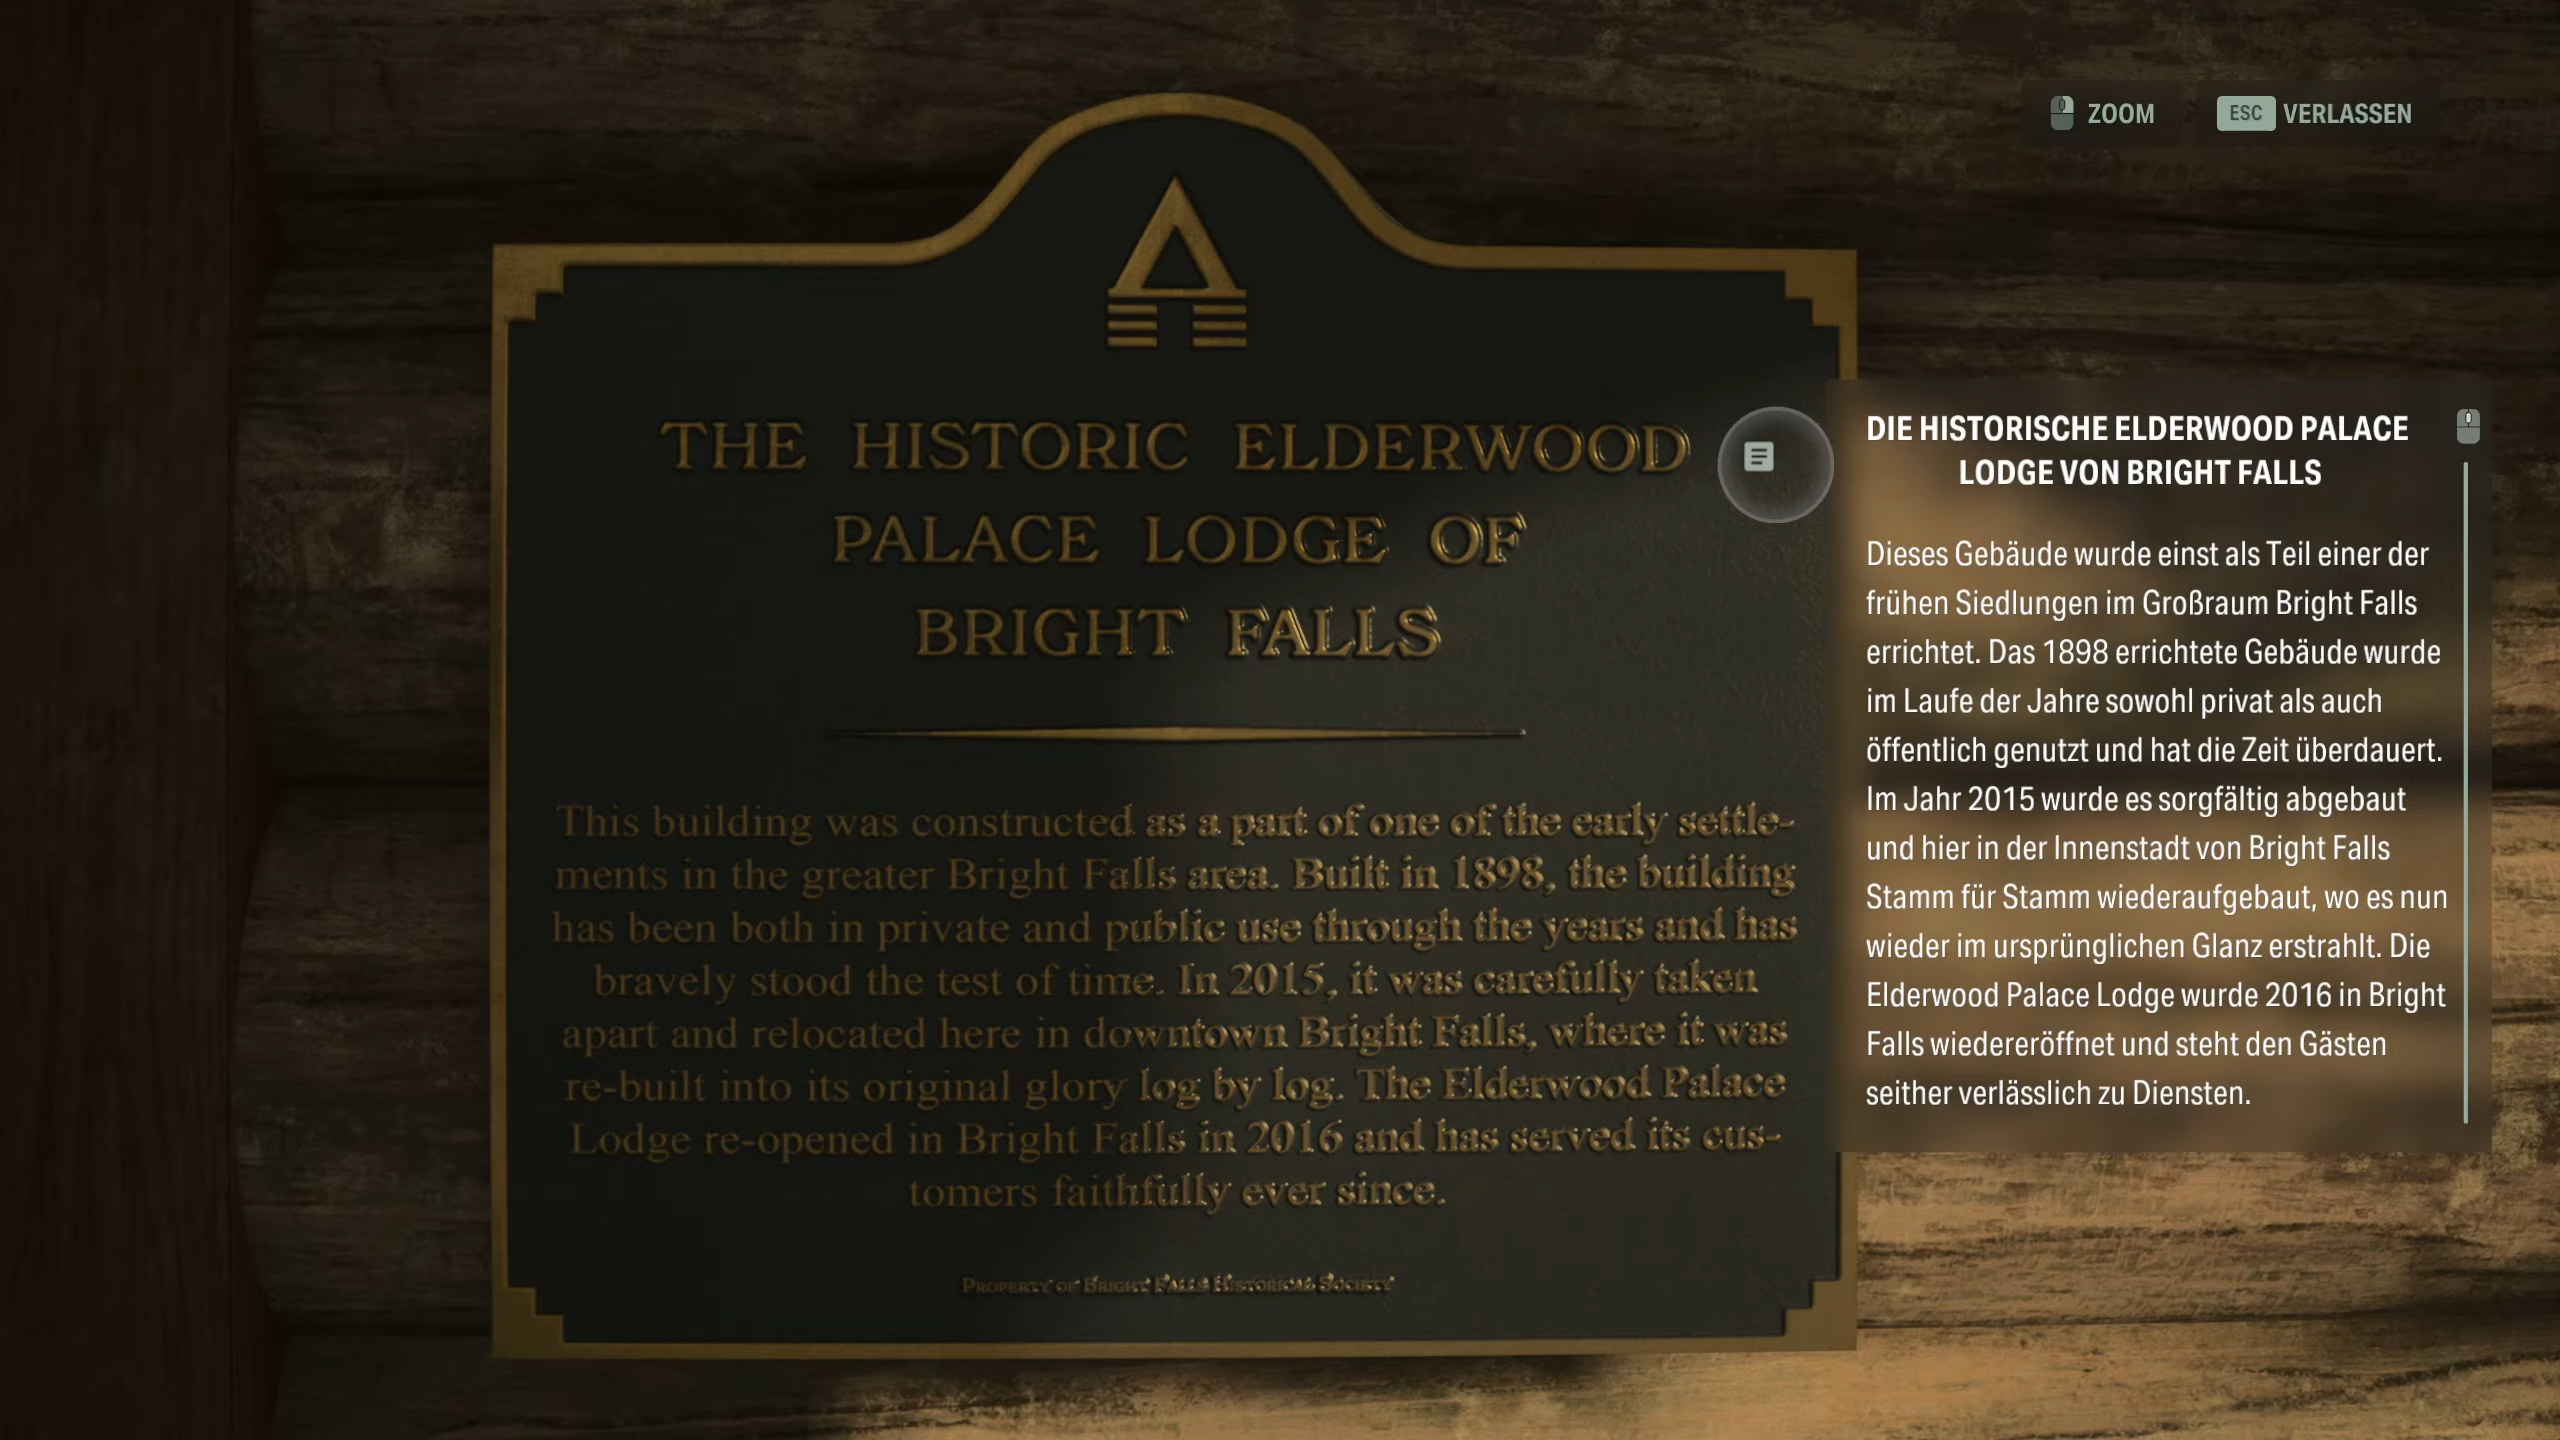 ZOOM
ESC VERLASSEN
THE HISTORIC ELDERWOOD
PALACE LODGE OF
BRIGHT FALLS
This building was constructed as a part of one of the early settle-
ments in the greater Bright Falls area. Built in 1898, the building
has been both in private and public use through the years and has
bravely stood the test of time. In 2015, it was carefully taken
apart and relocated here in downtown Bright Falls, where it was
re-built into its original glory log by log. The Elderwood Palace
Lodge re-opened in Bright Falls in 2016 and has served its cus-
tomers faithfully ever since.
Property of Bright Falls Historical Society
DIE HISTORISCHE ELDERWOOD PALACE
LODGE VON BRIGHT FALLS
Dieses Gebäude wurde einst als Teil einer der
frühen Siedlungen im Großraum Bright Falls
errichtet. Das 1898 errichtete Gebäude wurde
im Laufe der Jahre sowohl privat als auch
öffentlich genutzt und hat die Zeit überdauert.
Im Jahr 2015 wurde es sorgfältig abgebaut
und hier in der Innenstadt von Bright Falls
Stamm für Stamm wiederaufgebaut, wo es nun
wieder im ursprünglichen Glanz erstrahlt. Die
Elderwood Palace Lodge wurde 2016 in Bright
Falls wiedereröffnet und steht den Gästen
seither verlässlich zu Diensten.